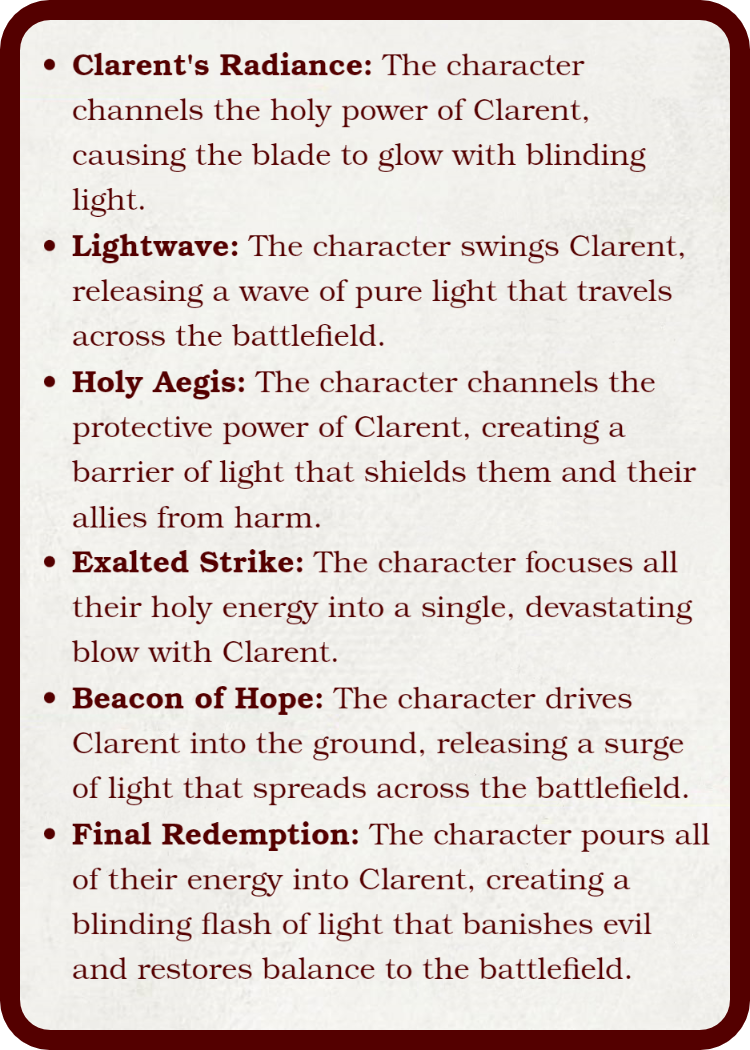 • Clarent's Radiance: The character
channels the holy power of Clarent,
causing the blade to glow with blinding
light.
• Lightwave: The character swings Clarent,
releasing a wave of pure light that travels
across the battlefield.
• Holy Aegis: The character channels the
protective power of Clarent, creating a
barrier of light that shields them and their
allies from harm.
• Exalted Strike: The character focuses all
their holy energy into a single, devastating
blow with Clarent.
• Beacon of Hope: The character drives
Clarent into the ground, releasing a surge
of light that spreads across the battlefield.
• Final Redemption: The character pours all
of their energy into Clarent, creating a
blinding flash of light that banishes evil
and restores balance to the battlefield.